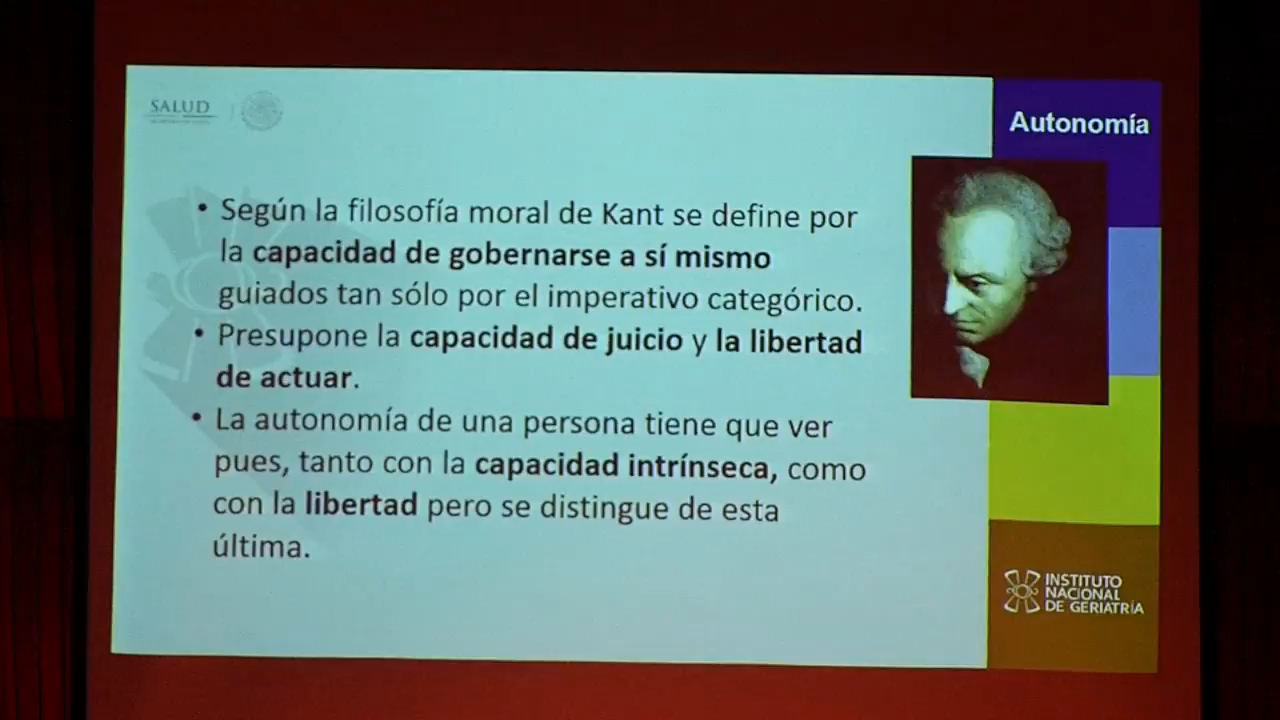 SALUD
Autonomía
• Según la filosofía moral de Kant se define por
la capacidad de gobernarse a sí mismo
guiados tan sólo por el imperativo categórico.
• Presupone la capacidad de juicio y la libertad
de actuar.
• La autonomía de una persona tiene que ver
pues, tanto con la capacidad intrínseca, como
con la libertad pero se distingue de esta
última.
INSTITUTO
NACIONAL
DE GERIATRÍA